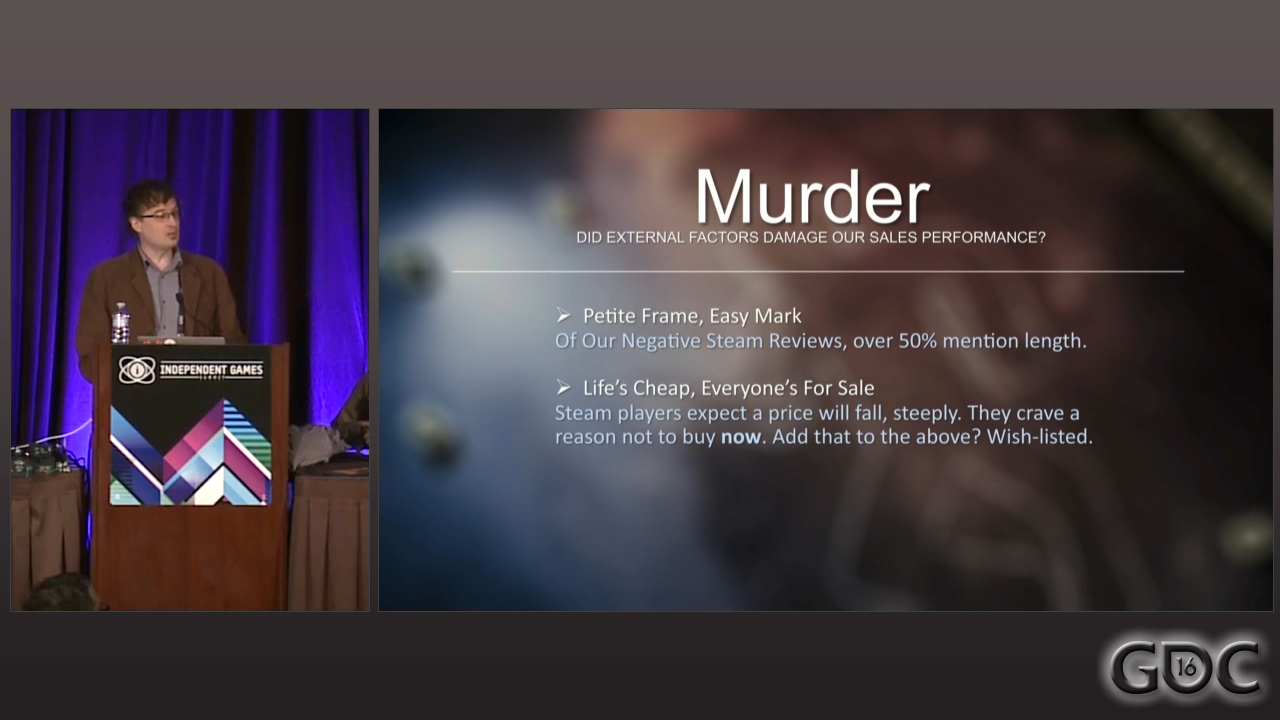 Murder
DID EXTERNAL FACTORS DAMAGE OUR SALES PERFORMANCE?
➢ Petite Frame, Easy Mark
Of Our Negative Steam Reviews, over 50% mention length.
➢ Life's Cheap, Everyone's For Sale
Steam players expect a price will fall, steeply. They crave a
reason not to buy now. Add that to the above? Wish-listed.
INDEPENDENT GAMES
SUMMIT
GDC
16